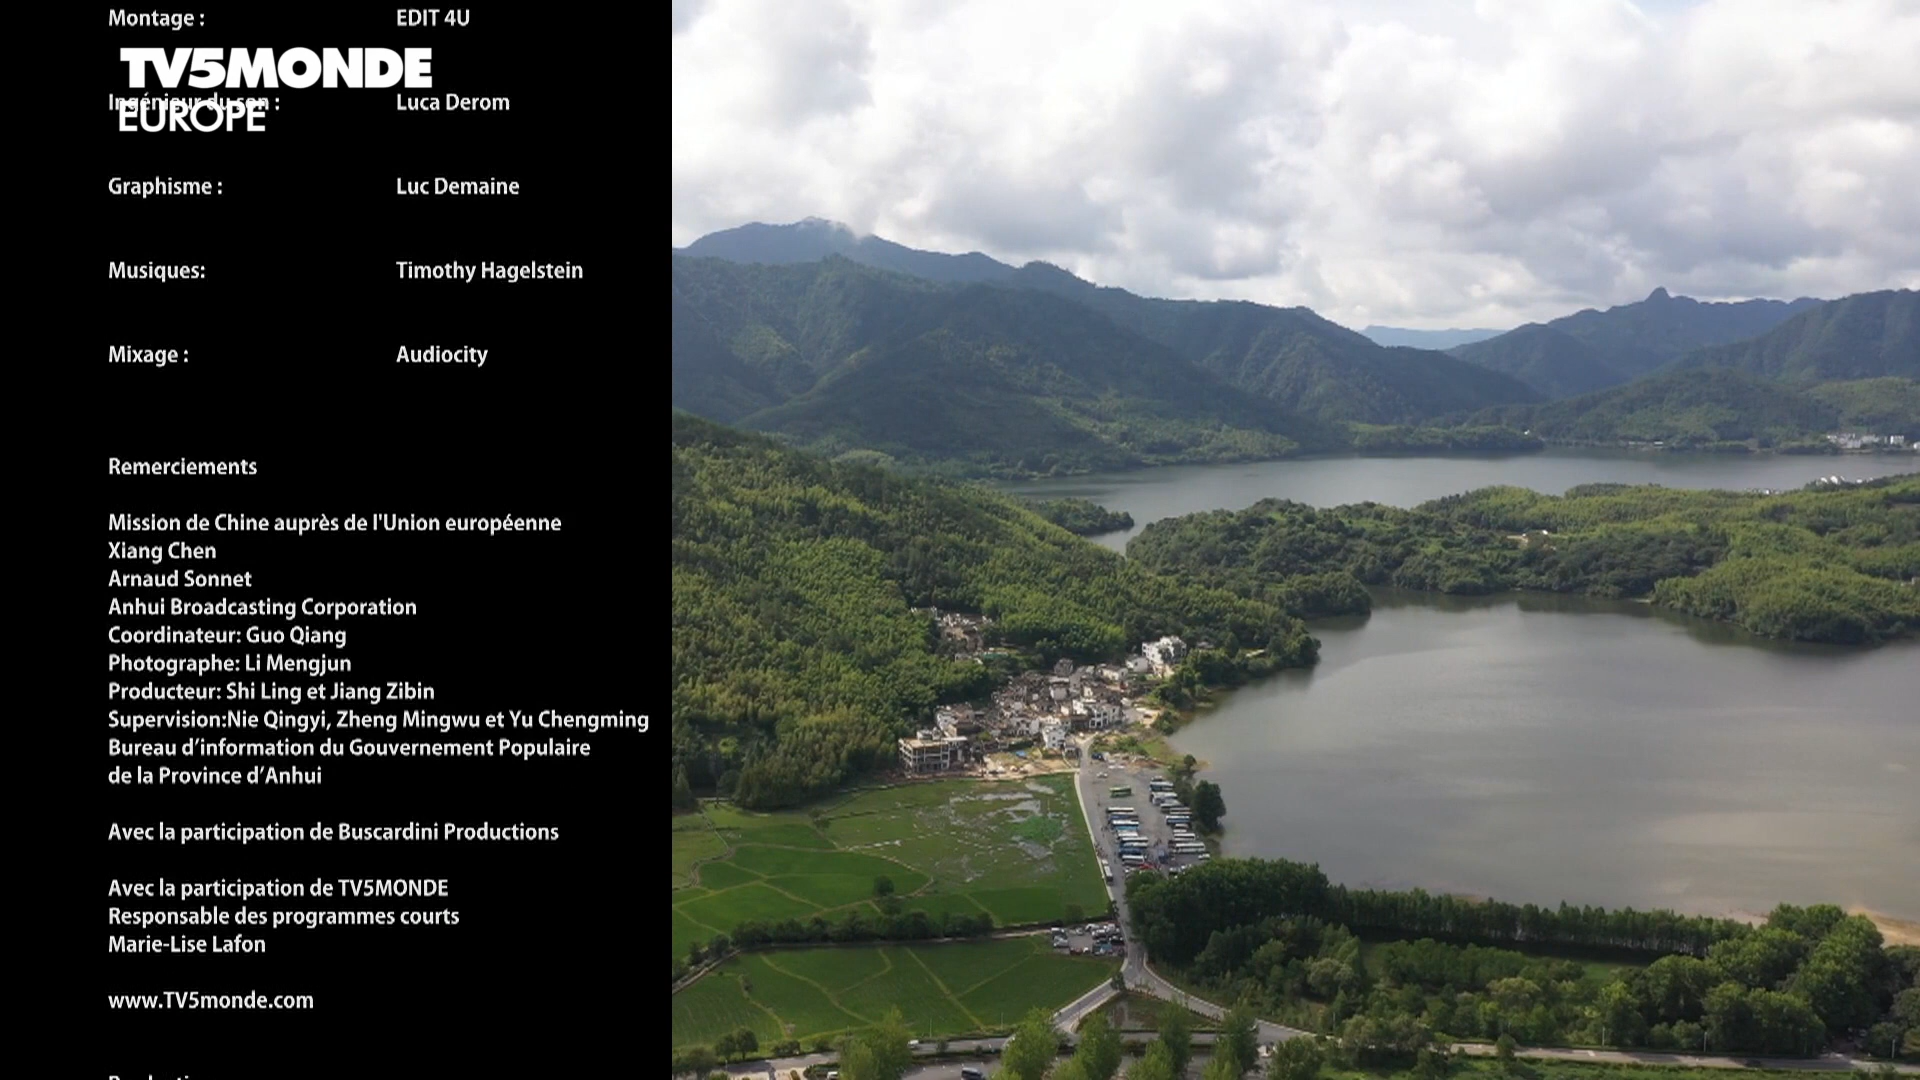 Montage : EDIT 4U
TV5MONDE
EUROPE
Ingénieur du son : Luca Derom
Graphisme : Luc Demaine
Musiques: Timothy Hagelstein
Mixage : Audiocity
Remerciements
Mission de Chine auprès de l'Union européenne
Xiang Chen
Arnaud Sonnet
Anhui Broadcasting Corporation
Coordinateur: Guo Qiang
Photographe: Li Mengjun
Producteur: Shi Ling et Jiang Zibin
Supervision:Nie Qingyi, Zheng Mingwu et Yu Chengming
Bureau d’information du Gouvernement Populaire
de la Province d’Anhui
Avec la participation de Buscardini Productions
Avec la participation de TV5MONDE
Responsable des programmes courts
Marie-Lise Lafon
www.TV5monde.com